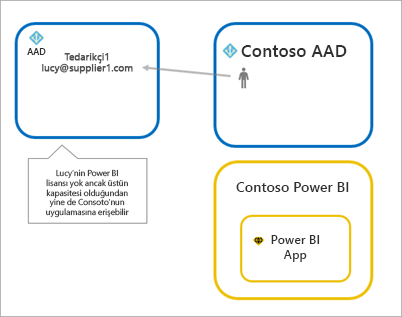 AAD
Tedarikçi1
lucy@supplier1.com
Contoso AAD
Lucy'nin Power BI
lisansı yok ancak üstün
kapasitesi olduğundan
yine de Consoto'nun
uygulamasına erişebilir
Contoso Power BI
Power BI
App